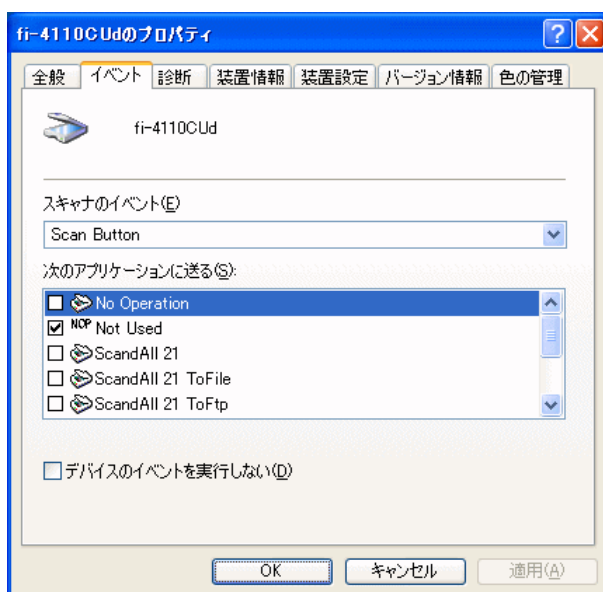 fi-4110CUdのプロパティ
全般 イベント 診断 装置情報 装置設定 バージョン情報 色の管理
fi-4110CUd
スキャナのイベント(E)
Scan Button
次のアプリケーションに送る(S):
No Operation
NOP Not Used
ScandAll 21
ScandAll 21 ToFile
ScandAll 21 ToFtp
デバイスのイベントを実行しない(D)
OK キャンセル 適用(A)